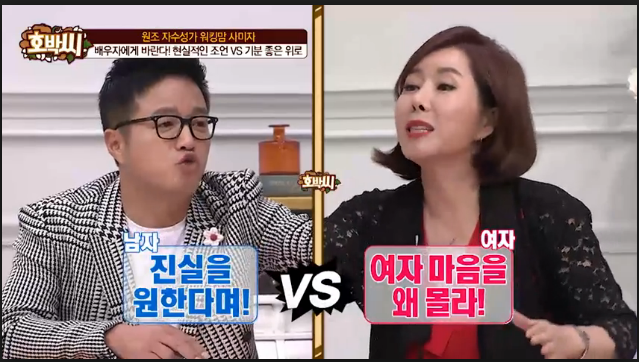 호박씨
원조 자수성가 워킹맘 사미자
배우자에게 바란다! 현실적인 조언 VS 기분 좋은 위로
호박씨
남자
진실을
원한다며!
VS
여자
여자 마음을
왜 몰라!